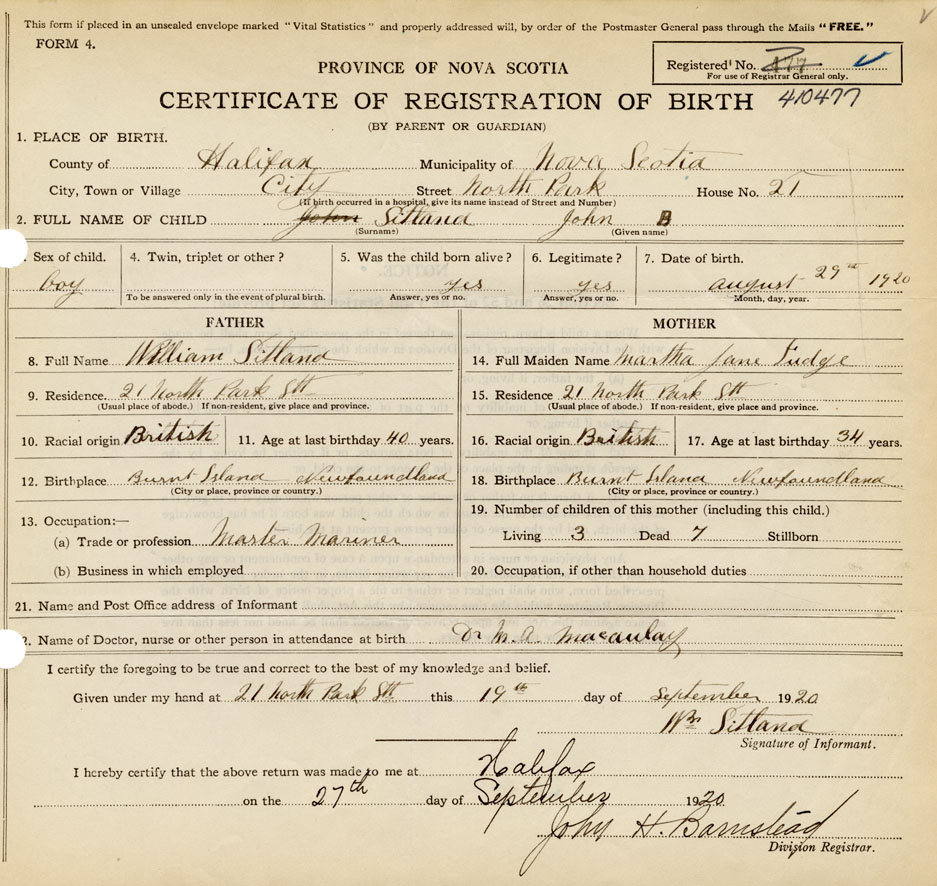 This form if placed in an unsealed envelope marked "Vital Statistics" and properly addressed will, by order of the Postmaster General pass through the Mails "FREE."
FORM 4.
Registered No.
For use of Registrar General only.
PROVINCE OF NOVA SCOTIA
CERTIFICATE OF REGISTRATION OF BIRTH 410477
(BY PARENT OR GUARDIAN)
1. PLACE OF BIRTH.
County of Halifax Municipality of Nova Scotia
City, Town or Village City Street North Park House No. 21
(If birth occurred in a hospital, give its name instead of Street and Number)
2. FULL NAME OF CHILD John Sitland John B
(Surname) (Given name)
Sex of child. 4. Twin, triplet or other? 5. Was the child born alive? 6. Legitimate? 7. Date of birth.
boy yes yes august 29th 1920
To be answered only in the event of plural birth. Answer, yes or no. Answer, yes or no. Month, day, year.
FATHER MOTHER
8. Full Name William Sitland 14. Full Maiden Name Martha Jane Fudge
9. Residence. 21 North Park Stt 15. Residence 21 North Park Stt
(Usual place of abode.) If non-resident, give place and province. (Usual place of abode.) If non-resident, give place and province.
10. Racial origin British 11. Age at last birthday 40 years. 16. Racial origin British 17. Age at last birthday 34 years.
12. Birthplace Burnt Island Newfoundland 18. Birthplace Burnt Island Newfoundland
(City or place, province or country.) (City or place, province or country.)
13. Occupation:— 19. Number of children of this mother (including this child.)
(a) Trade or profession Master Mariner Living 3 Dead 7 Stillborn
(b) Business in which employed 20. Occupation, if other than household duties
21. Name and Post Office address of Informant
2. Name of Doctor, nurse or other person in attendance at birth Dr M. A. Macaulay
I certify the foregoing to be true and correct to the best of my knowledge and belief.
Given under my hand at 21 North Park Stt this 19th day of September 1920
Wm Sitland
Signature of Informant.
I hereby certify that the above return was made to me at Halifax
on the 27th day of September 1920
John H. Barnstead
Division Registrar.